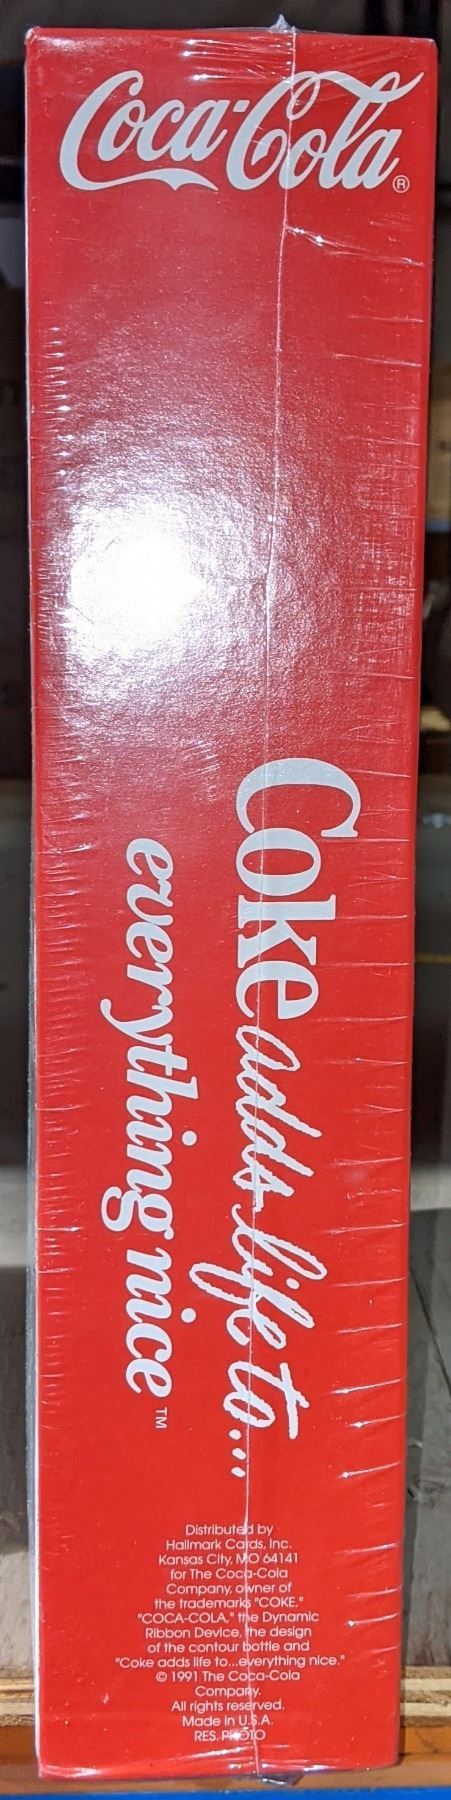 Coca-Cola®
Coke adds life to...
everything nice™
Distributed by
Hallmark Cards, Inc.
Kansas City, MO 64141
for The Coca-Cola
Company, owner of
the trademarks "COKE,"
"COCA-COLA," the Dynamic
Ribbon Device, the design
of the contour bottle and
"Coke adds life to...everything nice."
© 1991 The Coca-Cola
Company.
All rights reserved.
Made in U.S.A.
RES. PHOTO